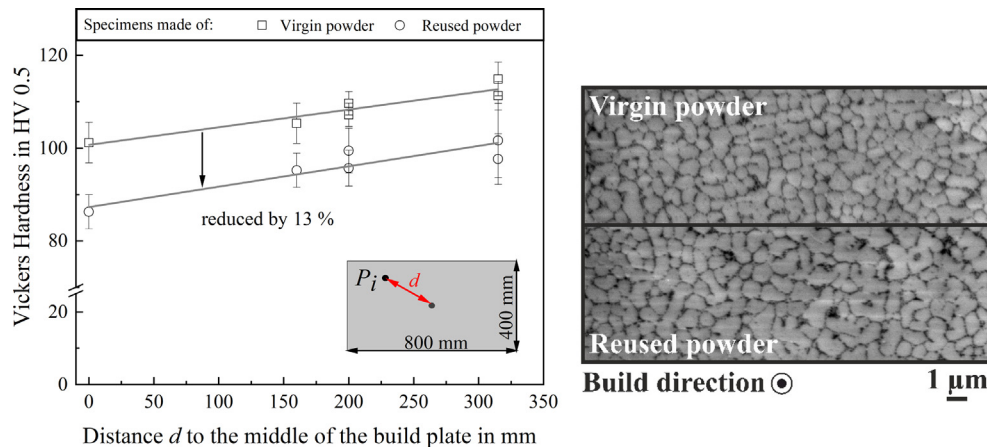 Specimens made of: Virgin powder Reused powder
120
100
80
20
0
Vickers Hardness in HV 0.5
reduced by 13 %
Pi
d
800 mm
400 mm
0 50 100 150 200 250 300 350
Distance d to the middle of the build plate in mm
Virgin powder
Reused powder
Build direction
1 µm